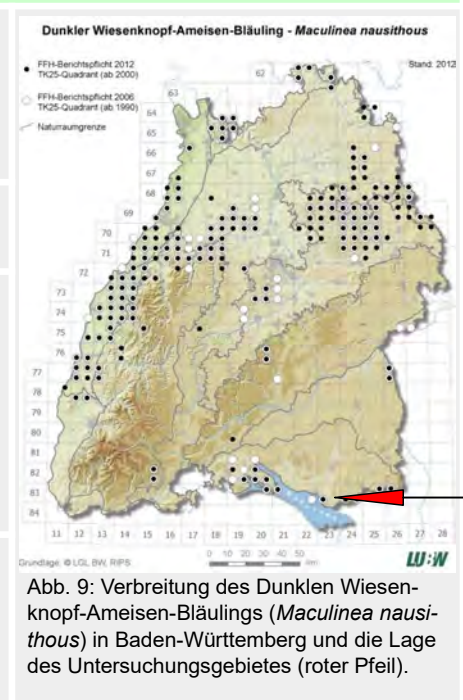 Dunkler Wiesenknopf-Ameisen-Bläuling - Maculinea nausithous
FFH-Berichtspflicht 2012
TK25-Quadrant (ab 2000)
FFH-Berichtspflicht 2006
TK25-Quadrant (ab 1990)
Naturraumgrenze
Stand: 2012
62
63
64
65
66
67
68
69
70
71
72
73
74
75
76
77
78
79
80
81
82
83
84
11 12 13 14 15 16 17 18 19 20 21 22 23 24 25 26 27 28
Grundlage: © LGL BW, RIPS
0 10 20 30 40 50
km
LU:W
Abb. 9: Verbreitung des Dunklen Wiesen-
knopf-Ameisen-Bläulings (Maculinea nausi-
thous) in Baden-Württemberg und die Lage
des Untersuchungsgebietes (roter Pfeil).